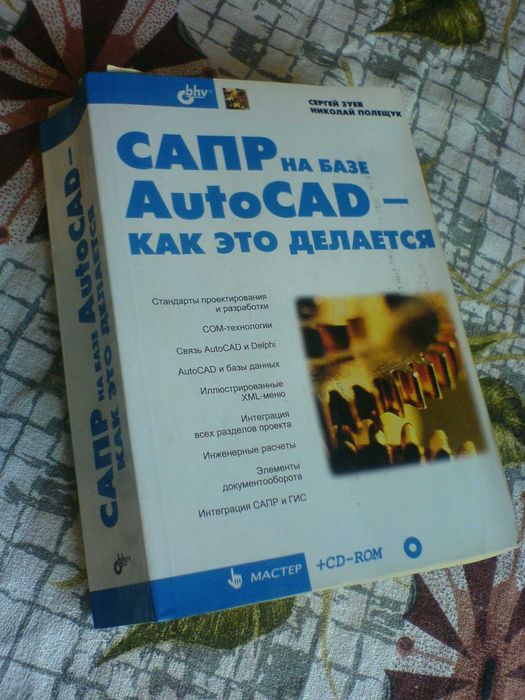 bhv
СЕРГЕЙ ЗУЕВ
НИКОЛАЙ ПОЛЕЩУК
САПР НА БАЗЕ
AutoCAD –
КАК ЭТО ДЕЛАЕТСЯ
Стандарты проектирования
и разработки
COM-технологии
Связь AutoCAD и Delphi
AutoCAD и базы данных
Иллюстрированные
XML-меню
Интеграция
всех разделов проекта
Инженерные расчеты
Элементы
документооборота
Интеграция САПР и ГИС
МАСТЕР
+CD-ROM
САПР НА БАЗЕ AutoCAD –
КАК ЭТО ДЕЛАЕТСЯ
bhv